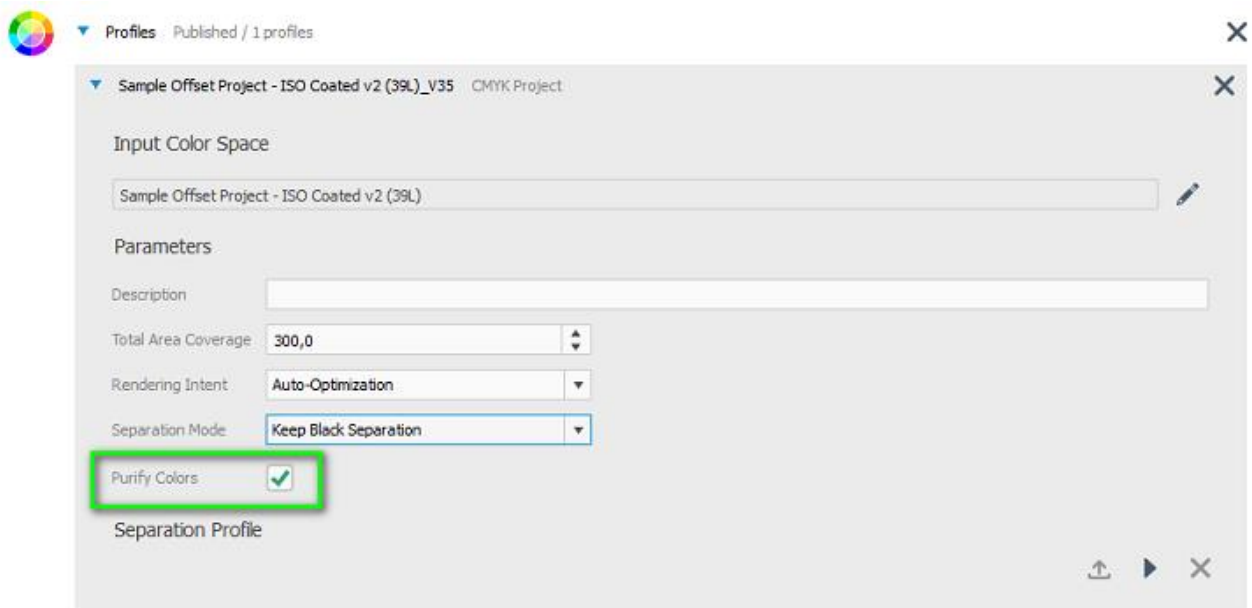 Profiles Published / 1 profiles
Sample Offset Project - ISO Coated v2 (39L)_V35 CMYK Project
Input Color Space
Sample Offset Project - ISO Coated v2 (39L)
Parameters
Description
Total Area Coverage 300,0
Rendering Intent Auto-Optimization
Separation Mode Keep Black Separation
Purify Colors
Separation Profile